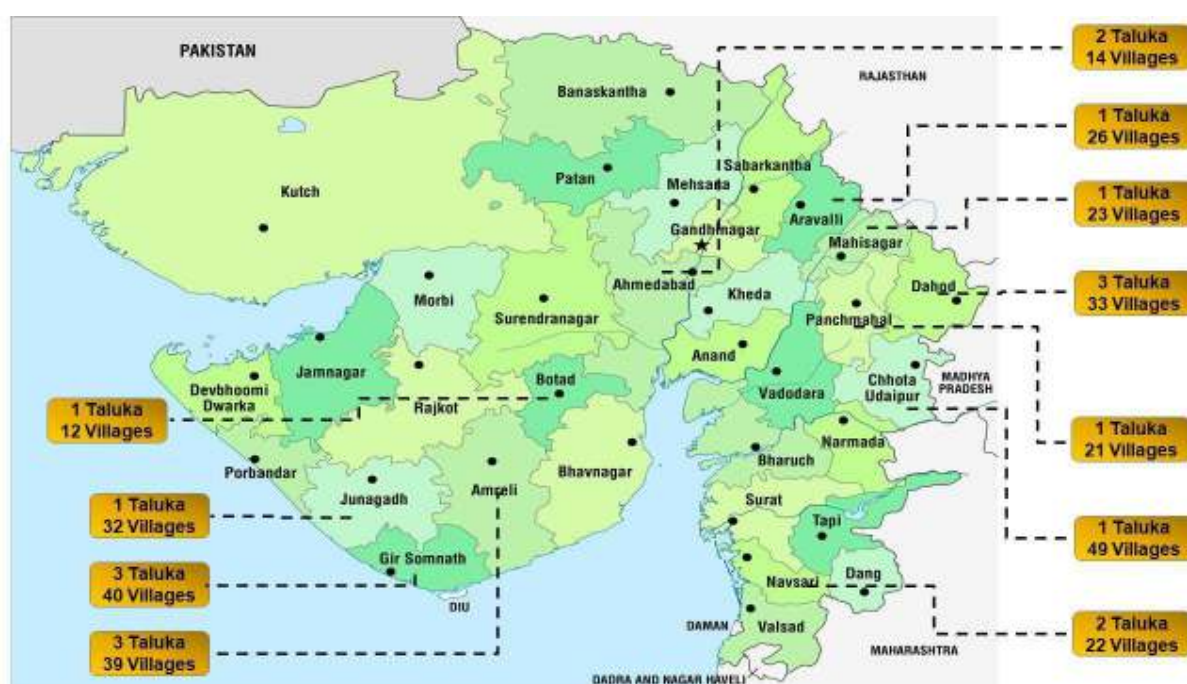 PAKISTAN
RAJASTHAN
Banaskantha
Patan
Mehsana
Sabarkantha
Aravalli
Kutch
Gandhinagar
Mahisagar
Morbi
Surendranagar
Ahmedabad
Kheda
Panchmahal
Dahod
Jamnagar
Devbhoomi
Dwarka
Rajkot
Botad
Anand
Vadodara
Chhota
Udaipur
MADHYA
PRADESH
Porbandar
Junagadh
Amreli
Bhavnagar
Bharuch
Narmada
Surat
Tapi
Gir Somnath
DIU
Navsari
Dang
DAMAN
Valsad
MAHARASHTRA
DADRA AND NAGAR HAVELI
2 Taluka
14 Villages
1 Taluka
26 Villages
1 Taluka
23 Villages
3 Taluka
33 Villages
1 Taluka
21 Villages
1 Taluka
49 Villages
2 Taluka
22 Villages
1 Taluka
12 Villages
1 Taluka
32 Villages
3 Taluka
40 Villages
3 Taluka
39 Villages